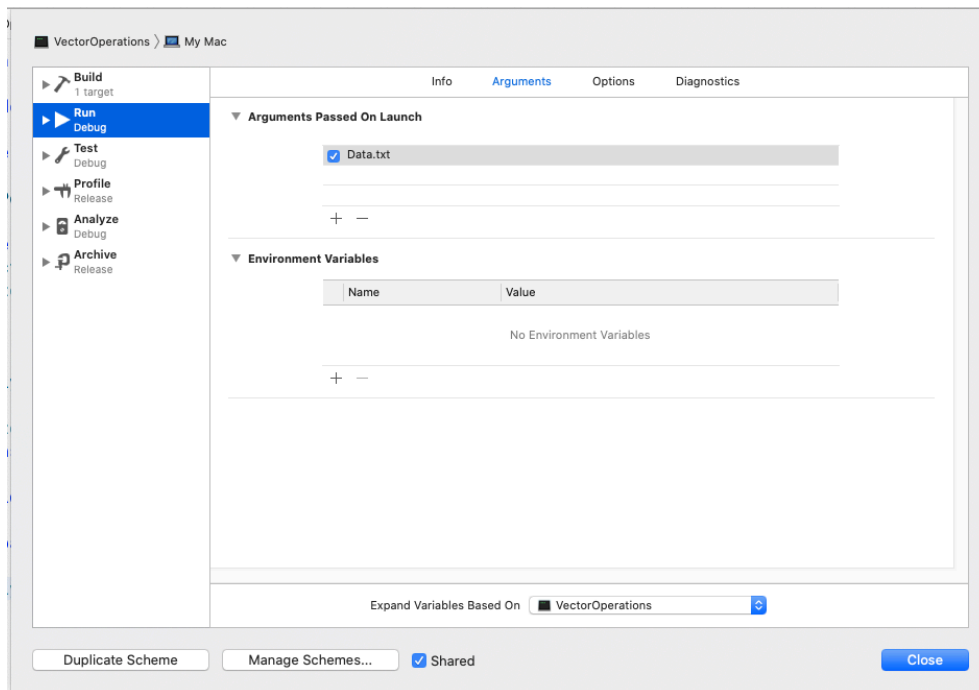 VectorOperations 〉 My Mac
Build
1 target
Run
Debug
Test
Debug
Profile
Release
Analyze
Debug
Archive
Release
Info Arguments Options Diagnostics
Arguments Passed On Launch
Data.txt
+ −
Environment Variables
Name Value
No Environment Variables
+ −
Expand Variables Based On VectorOperations
Duplicate Scheme Manage Schemes... Shared Close